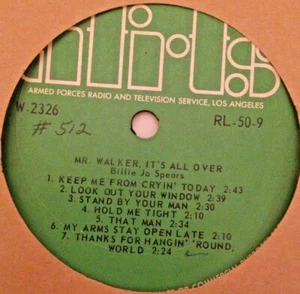 ARMED FORCES RADIO AND TELEVISION SERVICE, LOS ANGELES
W-2326
RL-50-9
# 512
MR. WALKER, IT'S ALL OVER
Billie Jo Spears
1. KEEP ME FROM CRYIN' TODAY 2:43
2. LOOK OUT YOUR WINDOW 2:39
3. STAND BY YOUR MAN 2:30
4. HOLD ME TIGHT 2:10
5. THAT MAN 2:34
6. MY ARMS STAY OPEN LATE 2:10
7. THANKS FOR HANGIN' 'ROUND,
WORLD 2:24